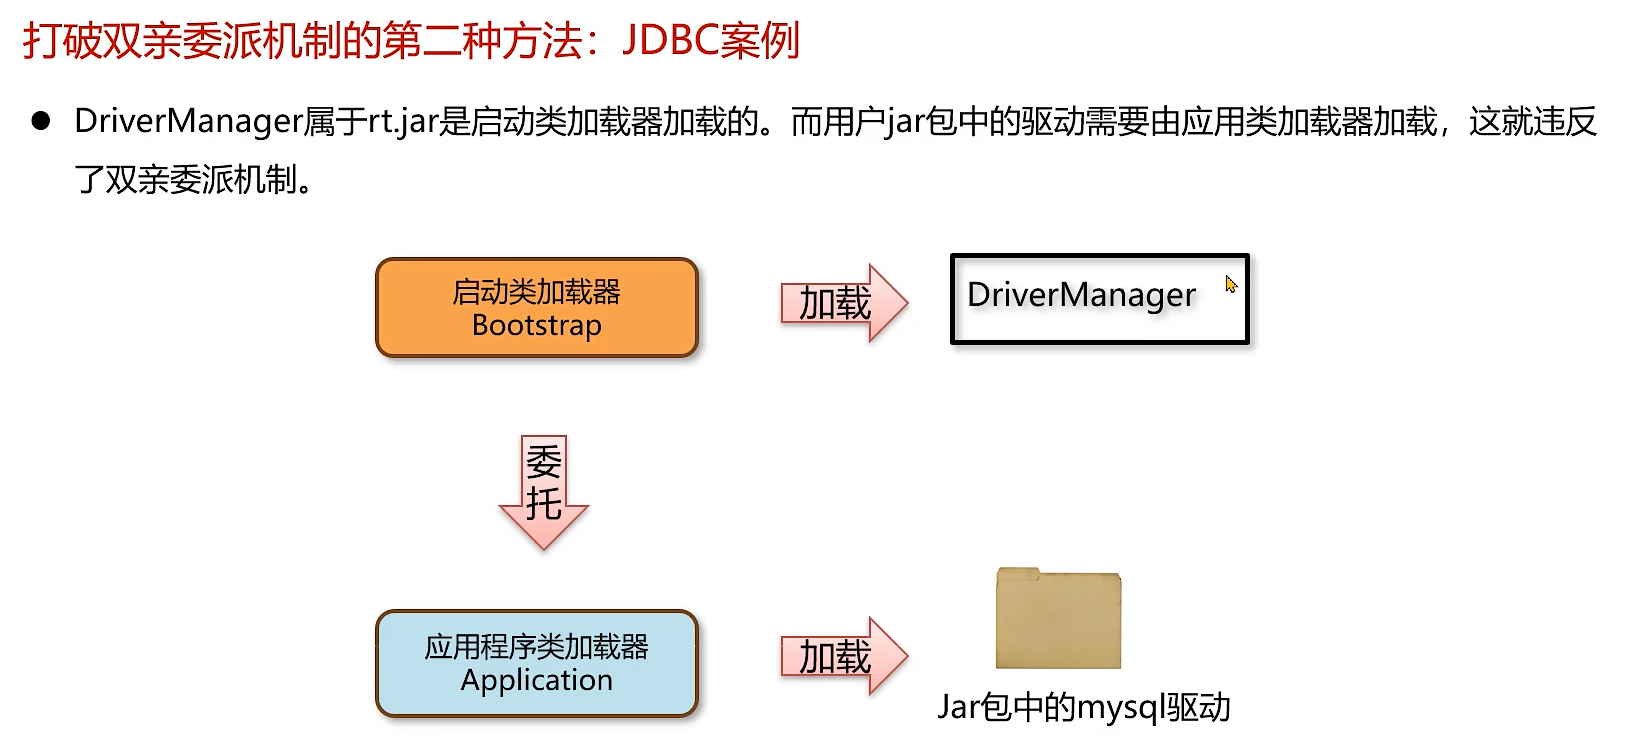 打破双亲委派机制的第二种方法：JDBC案例
● DriverManager属于rt.jar是启动类加载器加载的。而用户jar包中的驱动需要由应用类加载器加载，这就违反
了双亲委派机制。
启动类加载器
Bootstrap
加载
DriverManager
委
托
应用程序类加载器
Application
加载
Jar包中的mysql驱动